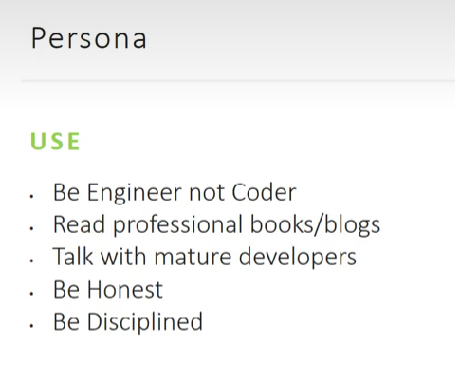 Persona
USE
• Be Engineer not Coder
• Read professional books/blogs
• Talk with mature developers
• Be Honest
• Be Disciplined